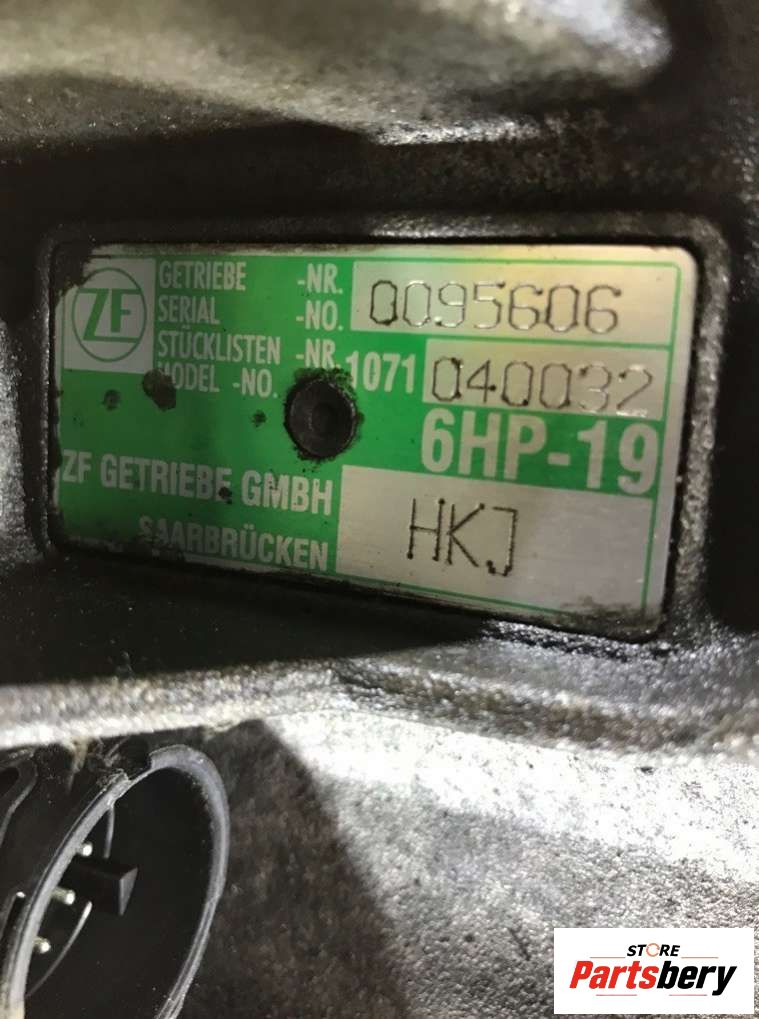 ZF
GETRIEBE -NR. 0095606
SERIAL -NO.
STÜCKLISTEN -NR. 1071 040032
MODEL -NO.
6HP-19
ZF GETRIEBE GMBH
SAARBRÜCKEN
HKJ
STORE
Partsbery